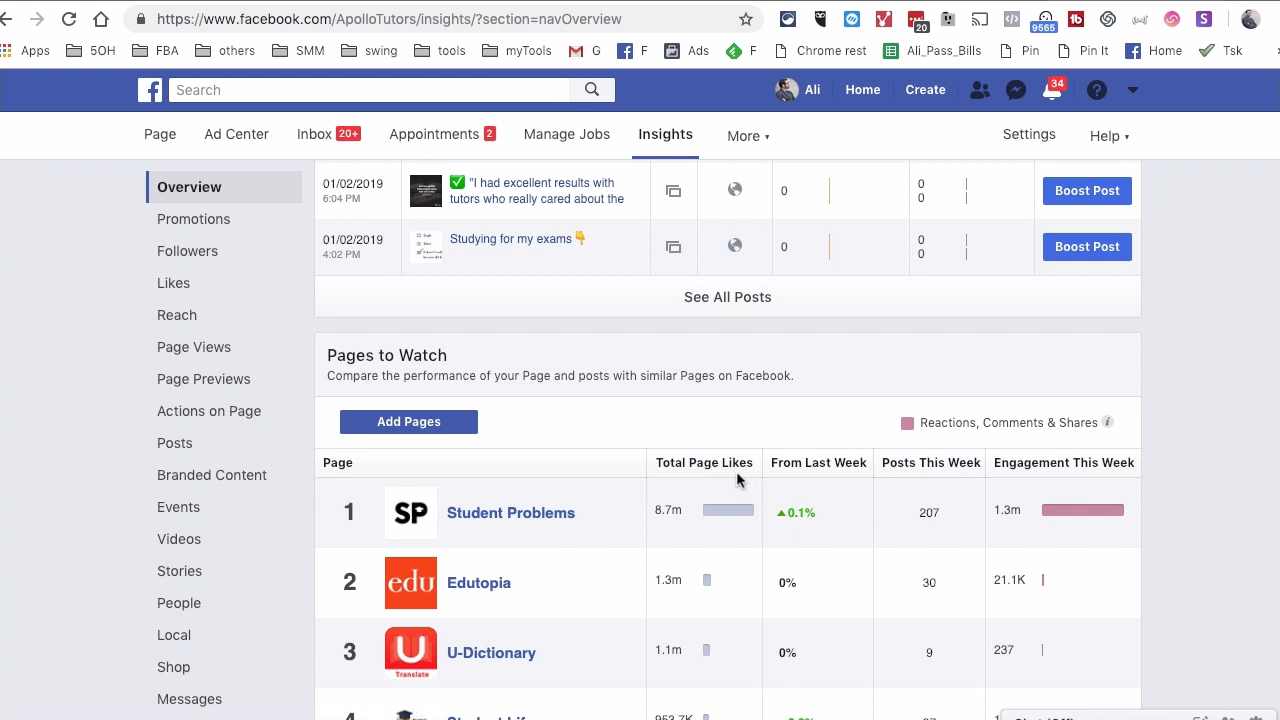 https://www.facebook.com/ApolloTutors/insights/?section=navOverview
20
9565
Apps 5OH FBA others SMM swing tools myTools G F Ads F Chrome rest Ali_Pass_Bills Pin Pin It Home Tsk
Search
Ali Home Create 34
Page Ad Center Inbox 20+ Appointments 2 Manage Jobs Insights More Settings Help
Overview
Promotions
Followers
Likes
Reach
Page Views
Page Previews
Actions on Page
Posts
Branded Content
Events
Videos
Stories
People
Local
Shop
Messages
01/02/2019
6:04 PM
✅ "I had excellent results with
tutors who really cared about the
0
0
0
Boost Post
01/02/2019
4:02 PM
Studying for my exams👇
0
0
0
Boost Post
See All Posts
Pages to Watch
Compare the performance of your Page and posts with similar Pages on Facebook.
Add Pages
Reactions, Comments & Shares
Page Total Page Likes From Last Week Posts This Week Engagement This Week
1 SP Student Problems 8.7m 0.1% 207 1.3m
2 edu Edutopia 1.3m 0% 30 21.1K
3 U Translate U-Dictionary 1.1m 0% 9 237